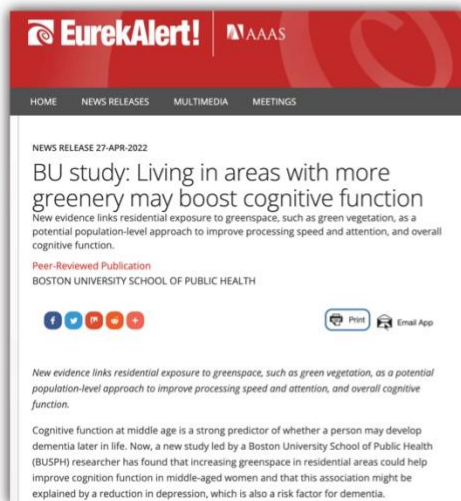 EurekAlert! AAAS
HOME NEWS RELEASES MULTIMEDIA MEETINGS
NEWS RELEASE 27-APR-2022
BU study: Living in areas with more
greenery may boost cognitive function
New evidence links residential exposure to greenspace, such as green vegetation, as a
potential population-level approach to improve processing speed and attention, and overall
cognitive function.
Peer-Reviewed Publication
BOSTON UNIVERSITY SCHOOL OF PUBLIC HEALTH
Print Email App
New evidence links residential exposure to greenspace, such as green vegetation, as a potential
population-level approach to improve processing speed and attention, and overall cognitive
function.
Cognitive function at middle age is a strong predictor of whether a person may develop
dementia later in life. Now, a new study led by a Boston University School of Public Health
(BUSPH) researcher has found that increasing greenspace in residential areas could help
improve cognition function in middle-aged women and that this association might be
explained by a reduction in depression, which is also a risk factor for dementia.